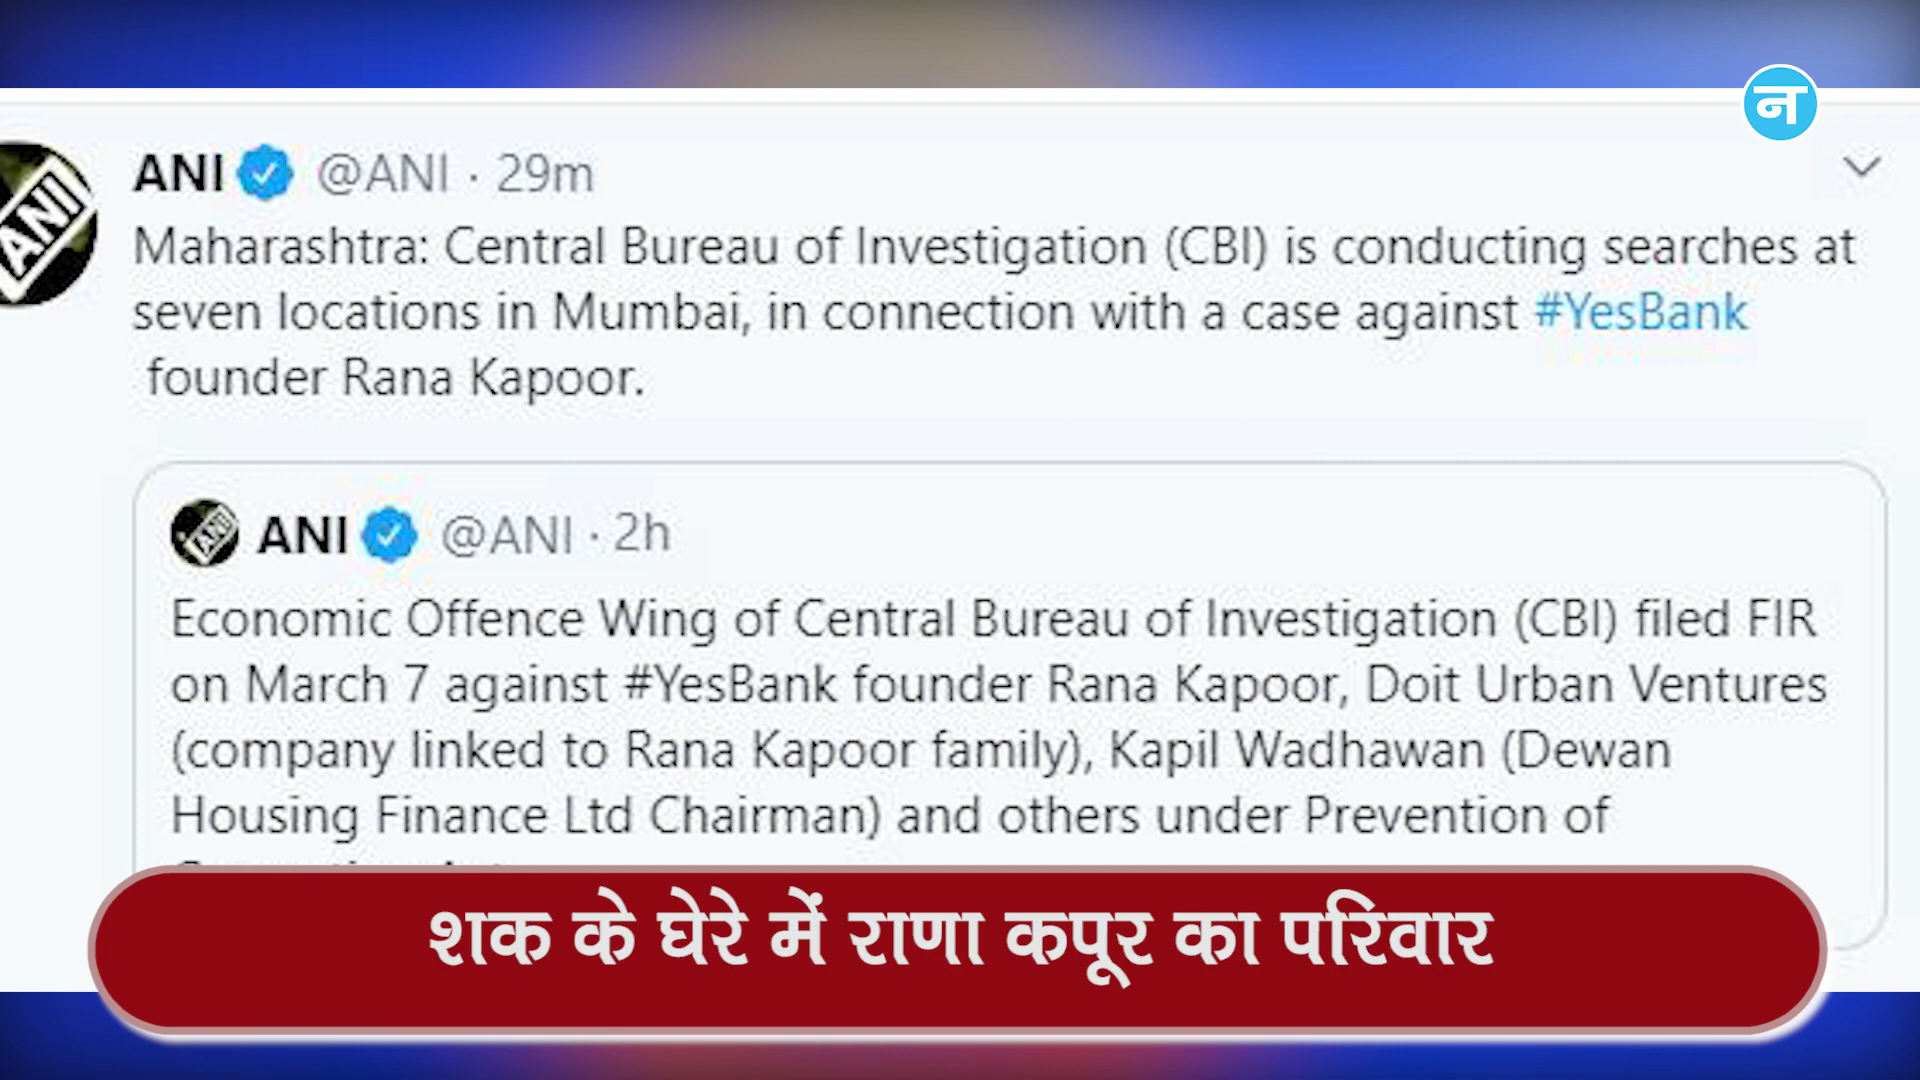 न
ANI @ANI · 29m
ANI
Maharashtra: Central Bureau of Investigation (CBI) is conducting searches at
seven locations in Mumbai, in connection with a case against #YesBank
founder Rana Kapoor.
ANI ANI @ANI · 2h
Economic Offence Wing of Central Bureau of Investigation (CBI) filed FIR
on March 7 against #YesBank founder Rana Kapoor, Doit Urban Ventures
(company linked to Rana Kapoor family), Kapil Wadhawan (Dewan
Housing Finance Ltd Chairman) and others under Prevention of
शक के घेरे में राणा कपूर का परिवार